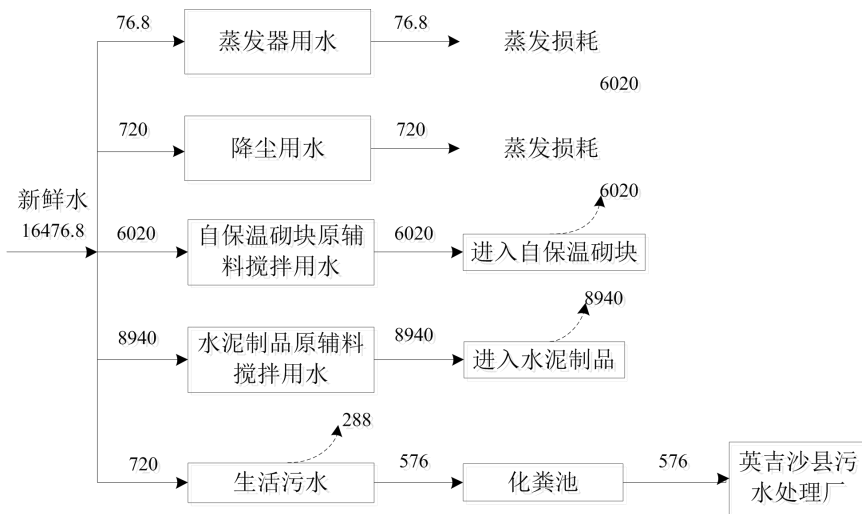 76.8
蒸发器用水
76.8
蒸发损耗
6020
720
降尘用水
720
蒸发损耗
新鲜水
16476.8
6020
自保温砌块原辅
料搅拌用水
6020
6020
进入自保温砌块
8940
水泥制品原辅料
搅拌用水
8940
8940
进入水泥制品
720
生活污水
288
576
化粪池
576
英吉沙县污
水处理厂